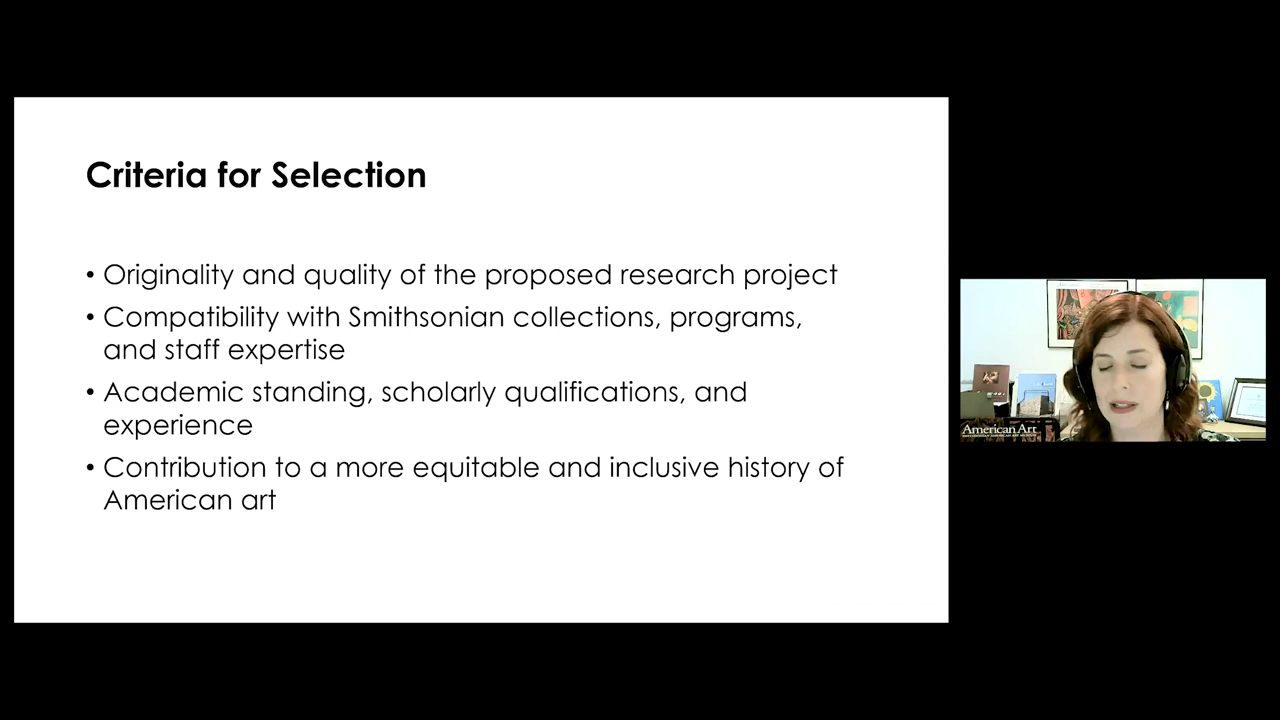 Criteria for Selection
• Originality and quality of the proposed research project
• Compatibility with Smithsonian collections, programs,
and staff expertise
• Academic standing, scholarly qualifications, and
experience
• Contribution to a more equitable and inclusive history of
American art
American Art